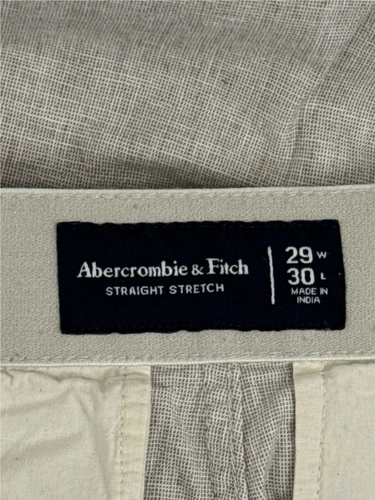 Abercrombie & Fitch
STRAIGHT STRETCH
29 W
30 L
MADE IN
INDIA